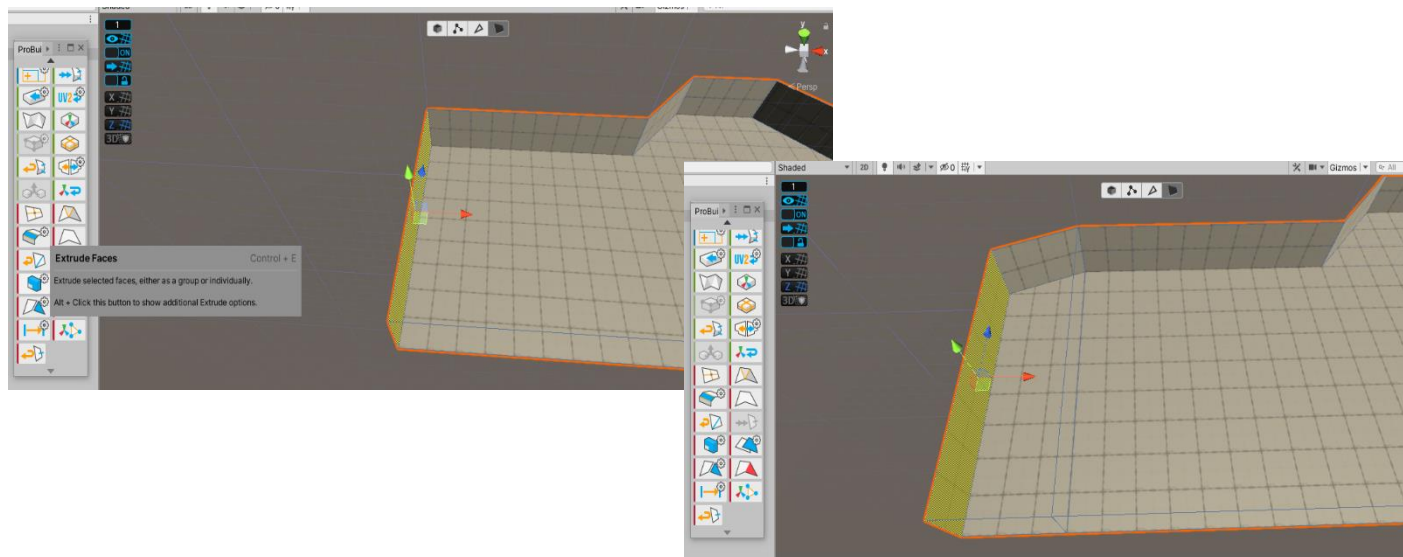 Shaded
Gizmos
1
ProBui
ON
UV2
X
Y
Z
3D
y
x
Persp
Extrude Faces Control + E
Extrude selected faces, either as a group or individually.
Alt + Click this button to show additional Extrude options.
Shaded 2D 0 Gizmos All
1
ProBui
ON
UV2
X
Y
Z
3D